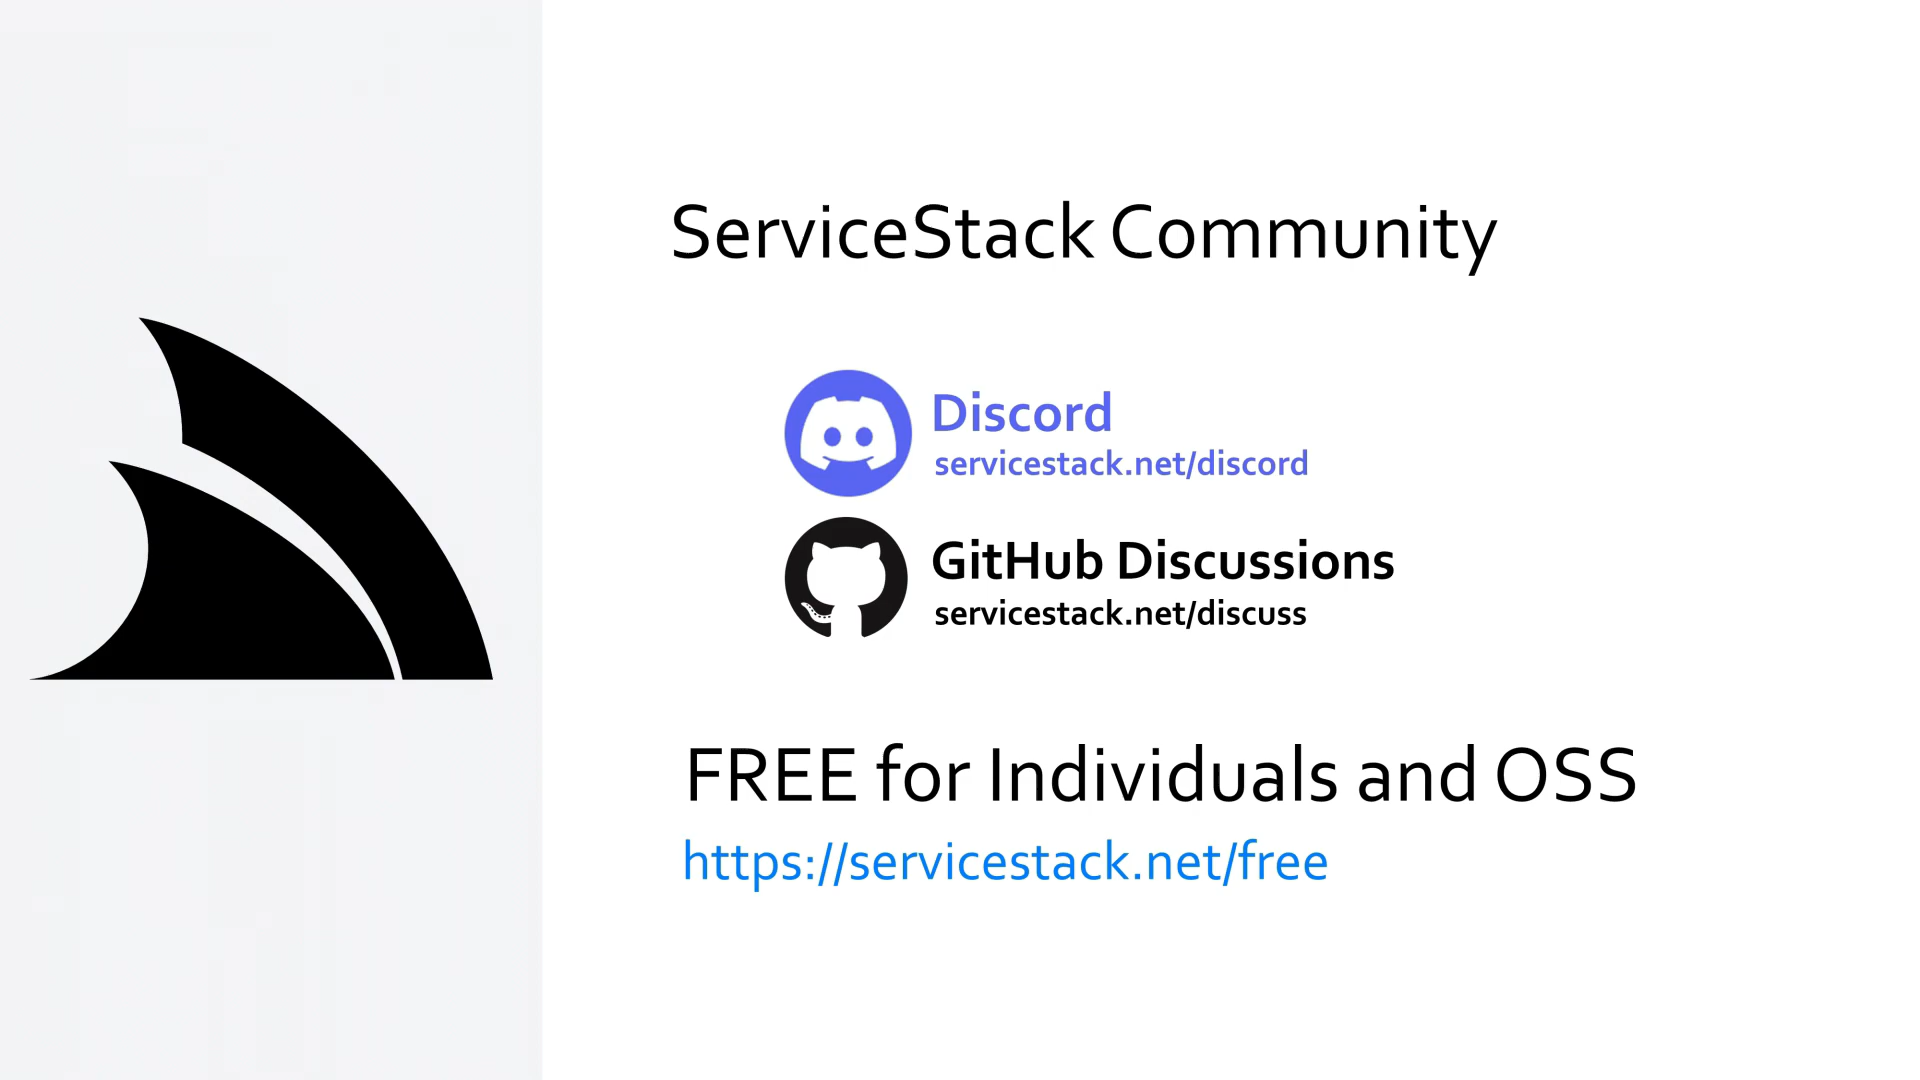 ServiceStack Community
Discord
servicestack.net/discord
GitHub Discussions
servicestack.net/discuss
FREE for Individuals and OSS
https://servicestack.net/free